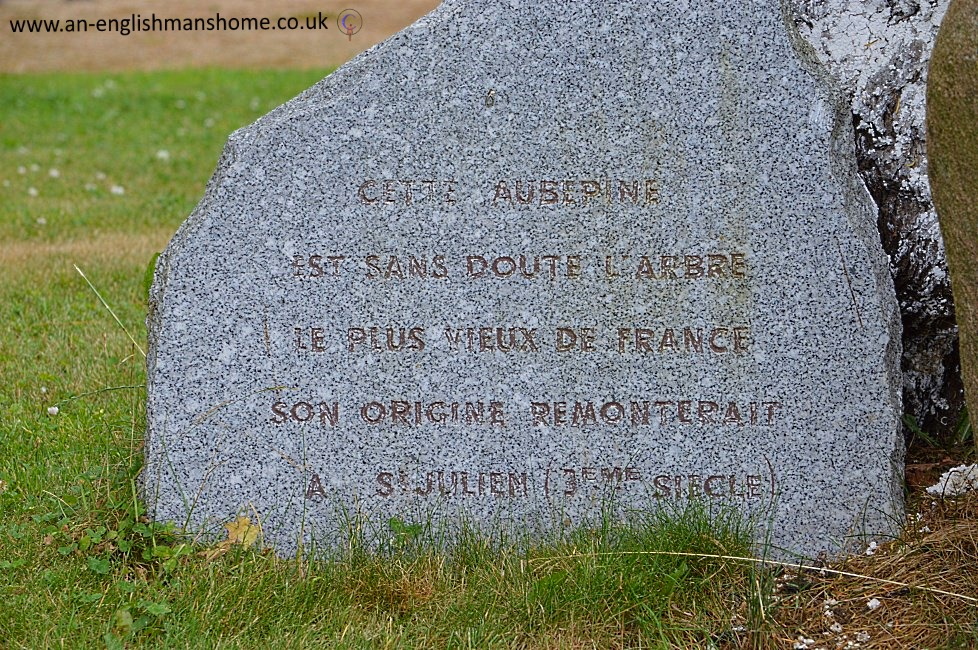 www.an-englishmanshome.co.uk
CETTE AUBEPINE
EST SANS DOUTE L'ARBRE
LE PLUS VIEUX DE FRANCE
SON ORIGINE REMONTERAIT
A ST JULIEN (3EME SIECLE)